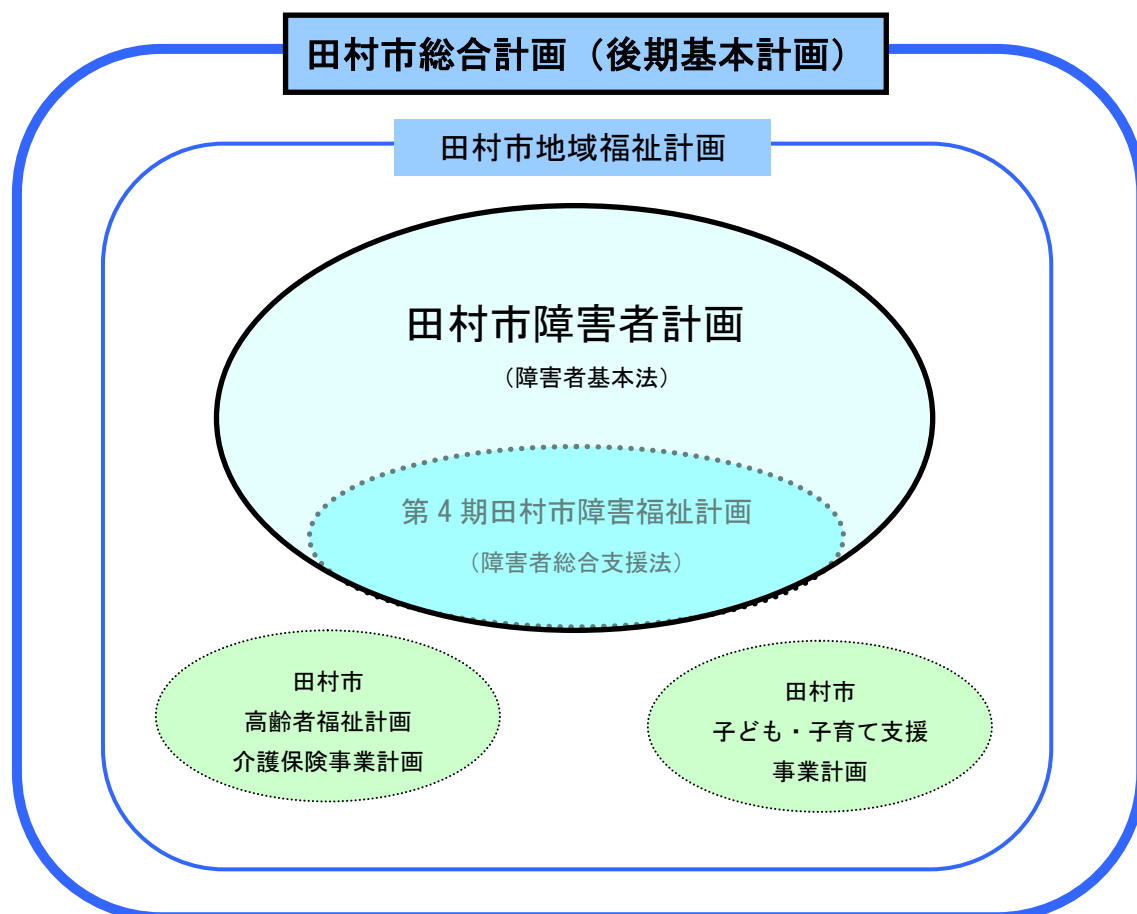 田村市総合計画（後期基本計画）
田村市地域福祉計画
田村市障害者計画
（障害者基本法）
第４期田村市障害福祉計画
（障害者総合支援法）
田村市
高齢者福祉計画
介護保険事業計画
田村市
子ども・子育て支援
事業計画